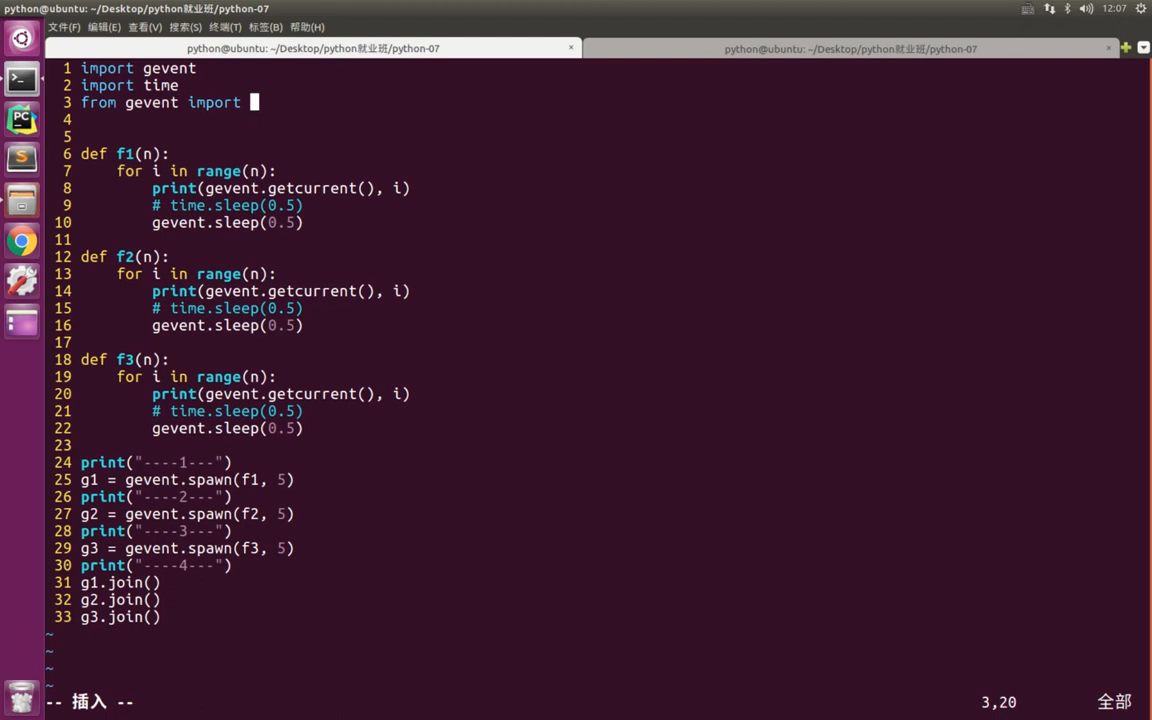 python@ubuntu: ~/Desktop/python就业班/python-07
12:07
文件(F) 编辑(E) 查看(V) 搜索(S) 终端(T) 标签(B) 帮助(H)
python@ubuntu: ~/Desktop/python就业班/python-07 × python@ubuntu: ~/Desktop/python就业班/python-07 ×
1 import gevent
2 import time
3 from gevent import
4
5
6 def f1(n):
7     for i in range(n):
8         print(gevent.getcurrent(), i)
9         # time.sleep(0.5)
10         gevent.sleep(0.5)
11
12 def f2(n):
13     for i in range(n):
14         print(gevent.getcurrent(), i)
15         # time.sleep(0.5)
16         gevent.sleep(0.5)
17
18 def f3(n):
19     for i in range(n):
20         print(gevent.getcurrent(), i)
21         # time.sleep(0.5)
22         gevent.sleep(0.5)
23
24 print("----1---")
25 g1 = gevent.spawn(f1, 5)
26 print("----2---")
27 g2 = gevent.spawn(f2, 5)
28 print("----3---")
29 g3 = gevent.spawn(f3, 5)
30 print("----4---")
31 g1.join()
32 g2.join()
33 g3.join()
~
~
~
~
-- 插入 -- 3,20 全部
PC
S